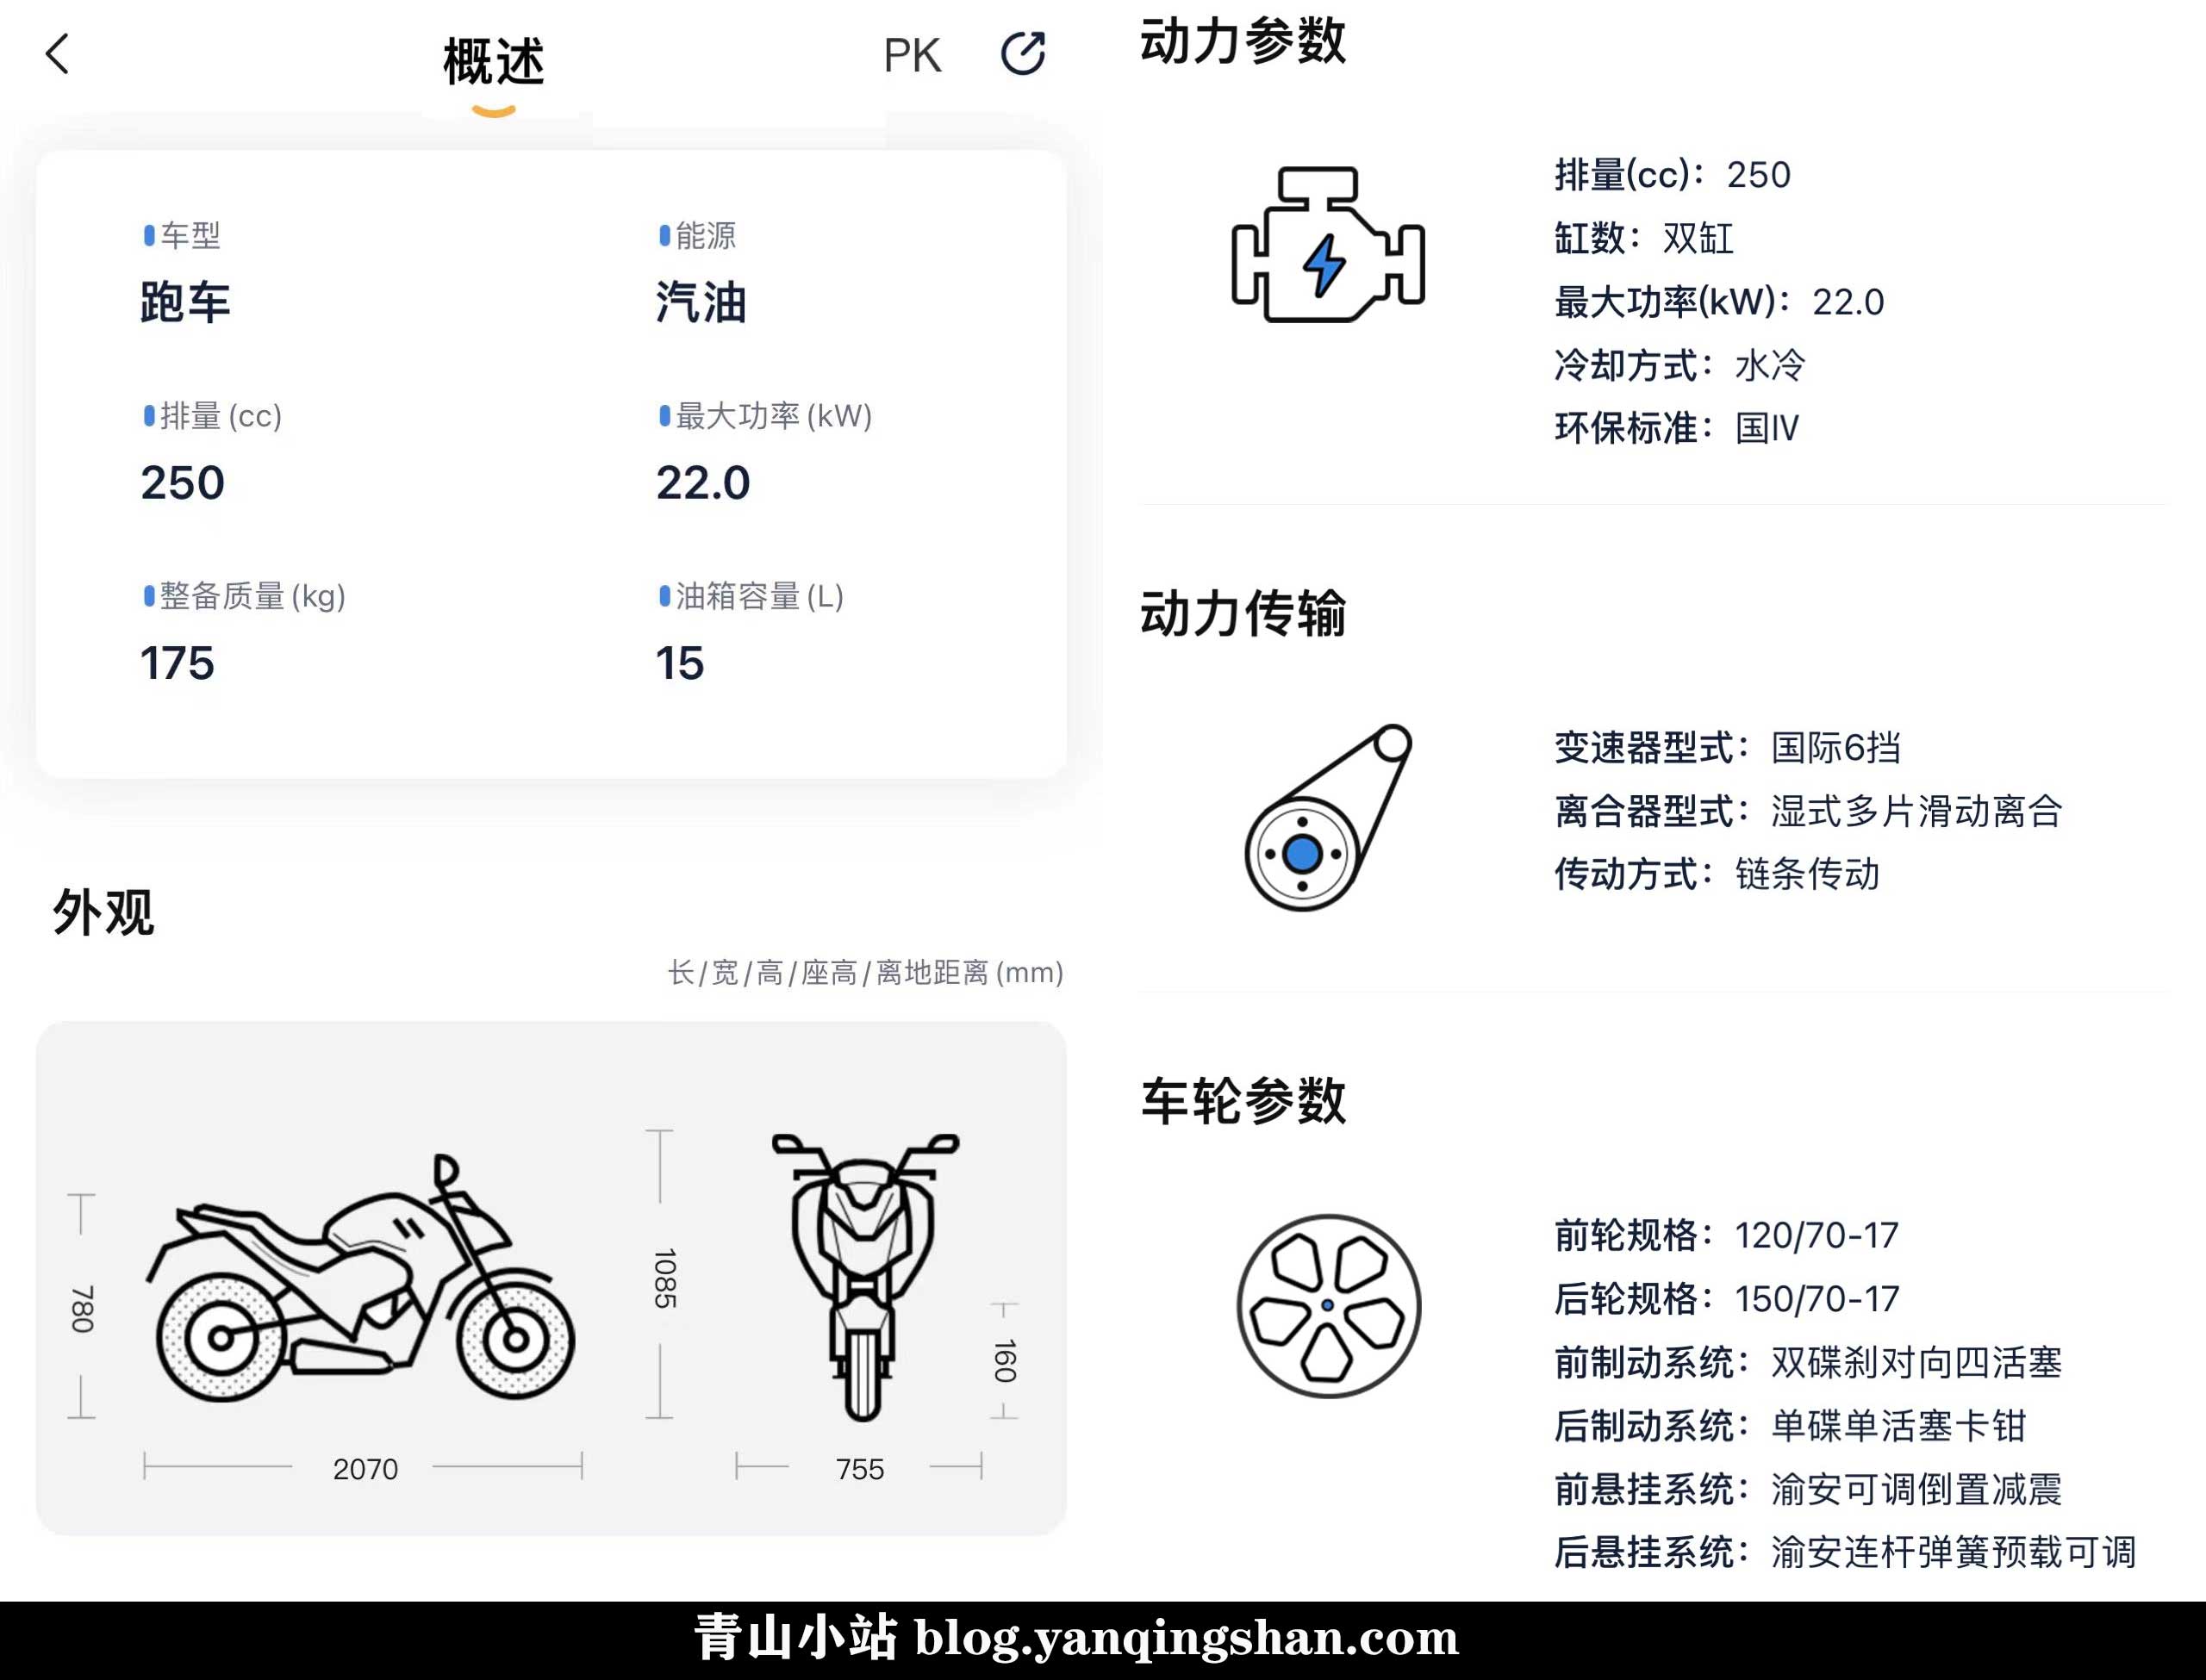 概述
PK
车型
能源
跑车
汽油
排量 (cc)
最大功率 (kW)
250
22.0
整备质量 (kg)
油箱容量 (L)
175
15
外观
长/宽/高/座高/离地距离 (mm)
780
1085
160
2070
755
动力参数
排量(cc)：250
缸数：双缸
最大功率(kW)：22.0
冷却方式：水冷
环保标准：国IV
动力传输
变速器型式：国际6挡
离合器型式：湿式多片滑动离合
传动方式：链条传动
车轮参数
前轮规格：120/70-17
后轮规格：150/70-17
前制动系统：双碟刹对向四活塞
后制动系统：单碟单活塞卡钳
前悬挂系统：渝安可调倒置减震
后悬挂系统：渝安连杆弹簧预载可调
青山小站 blog.yanqingshan.com